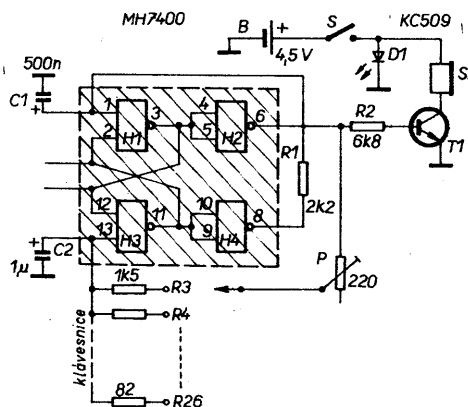 MH7400
KC509
B
+
4,5 V
S
D1
S
500n
C1
+
1
2
3
H1
4
5
6
H2
R1
2k2
R2
6k8
T1
12
13
11
H3
10
9
8
H4
+
C2
1µ
P
220
1k5
R3
R4
klávesnice
82
R26